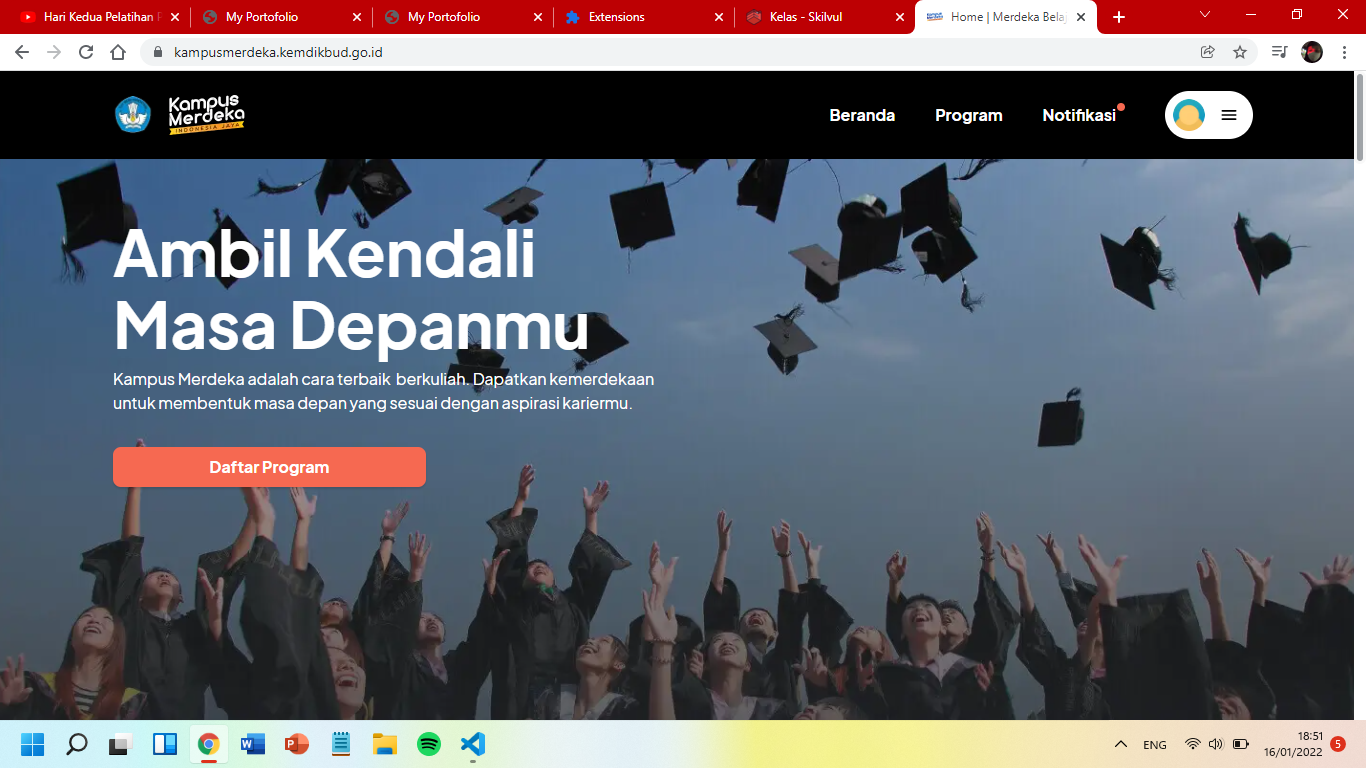 Hari Kedua Pelatihan
My Portofolio
My Portofolio
Extensions
Kelas - Skilvul
Home | Merdeka Bela
kampusmerdeka.kemdikbud.go.id
Kampus
Merdeka
INDONESIA JAYA
Beranda
Program
Notifikasi
Ambil Kendali
Masa Depanmu
Kampus Merdeka adalah cara terbaik berkuliah. Dapatkan kemerdekaan
untuk membentuk masa depan yang sesuai dengan aspirasi kariermu.
Daftar Program
ENG
18:51
16/01/2022
5